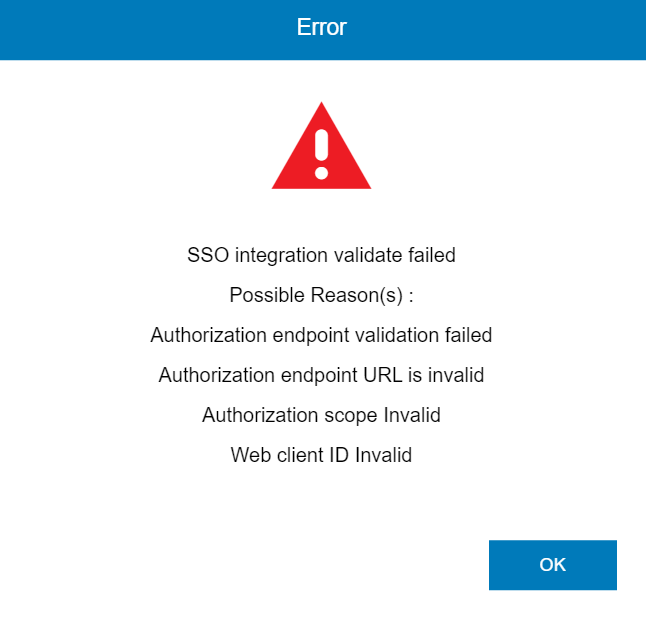 Error
SSO integration validate failed
Possible Reason(s) :
Authorization endpoint validation failed
Authorization endpoint URL is invalid
Authorization scope Invalid
Web client ID Invalid
OK